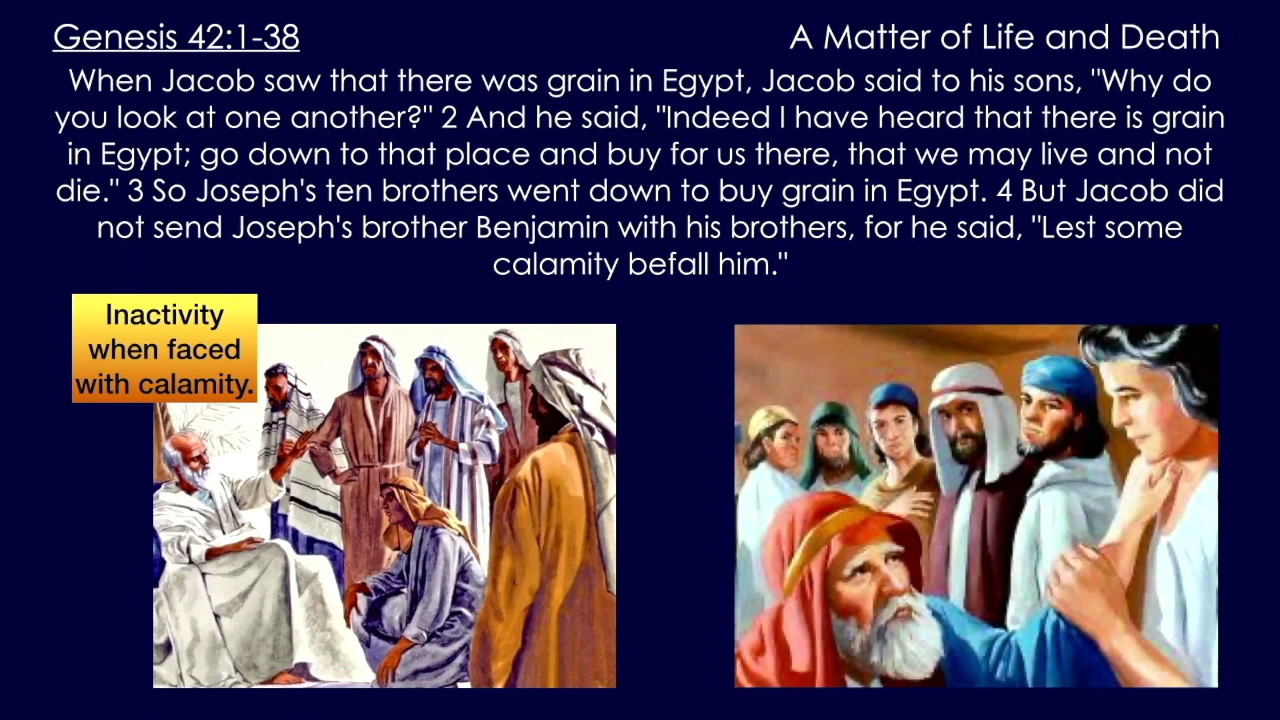 Genesis 42:1-38
A Matter of Life and Death
When Jacob saw that there was grain in Egypt, Jacob said to his sons, "Why do
you look at one another?" 2 And he said, "Indeed I have heard that there is grain
in Egypt; go down to that place and buy for us there, that we may live and not
die." 3 So Joseph's ten brothers went down to buy grain in Egypt. 4 But Jacob did
not send Joseph's brother Benjamin with his brothers, for he said, "Lest some
calamity befall him."
Inactivity
when faced
with calamity.